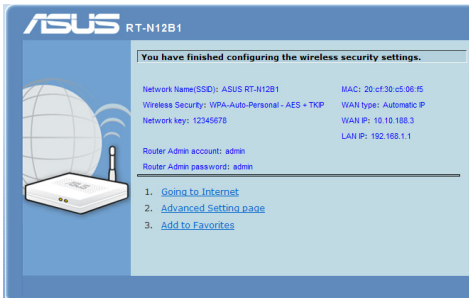 ASUS RT-N12B1
You have finished configuring the wireless security settings.
Network Name(SSID): ASUS RT-N12B1 MAC: 20:cf:30:c5:06:f5
Wireless Security: WPA-Auto-Personal - AES + TKIP WAN type: Automatic IP
Network key: 12345678 WAN IP: 10.10.188.3
LAN IP: 192.168.1.1
Router Admin account: admin
Router Admin password: admin
1. Going to Internet
2. Advanced Setting page
3. Add to Favorites